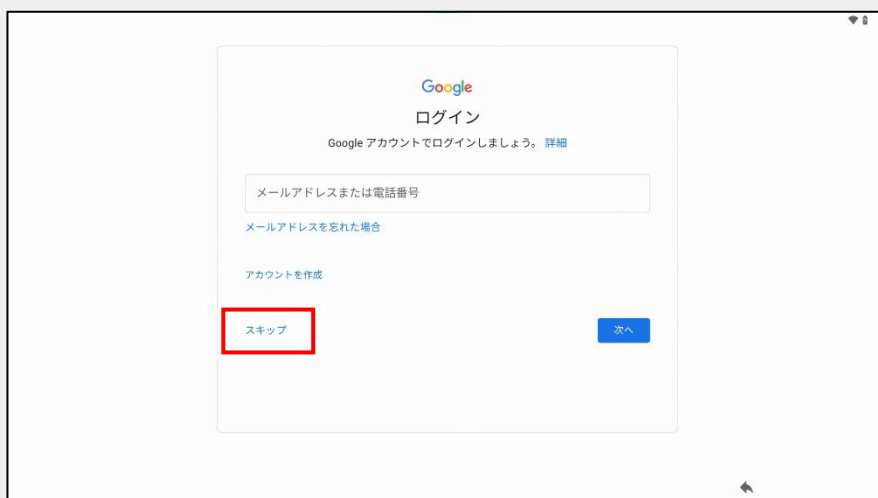 Google
ログイン
Google アカウントでログインしましょう。 詳細
メールアドレスまたは電話番号
メールアドレスを忘れた場合
アカウントを作成
スキップ
次へ